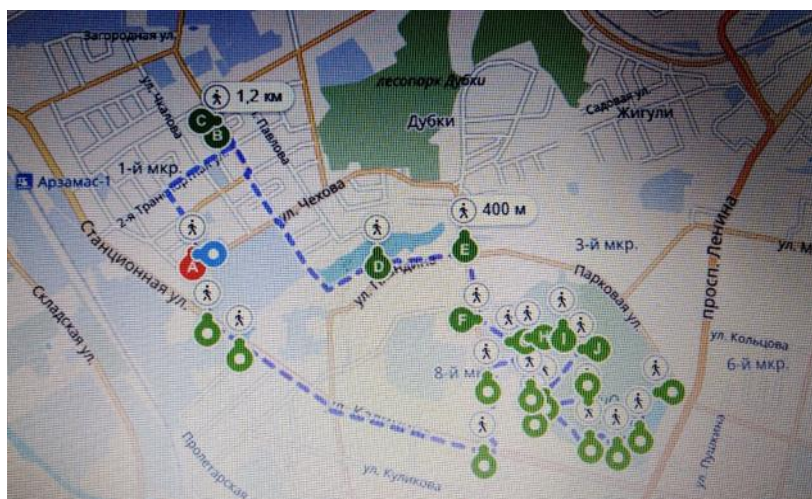 Загородная ул.
ул. Чкалова
1,2 км
C
B
Павлова
лесопарк Дубки
Дубки
Садовая ул.
Жигули
Арзамас-1
1-й мкр.
2-я Транспортная ул.
ул. Чехова
400 м
A
D
E
3-й мкр.
просп. Ленина
Станционная ул.
Складская ул.
Парковая ул.
F
I
J
ул. Кольцова
8-й
6-й мкр.
ул. Пушкина
Пролетарская
ул. Куликова